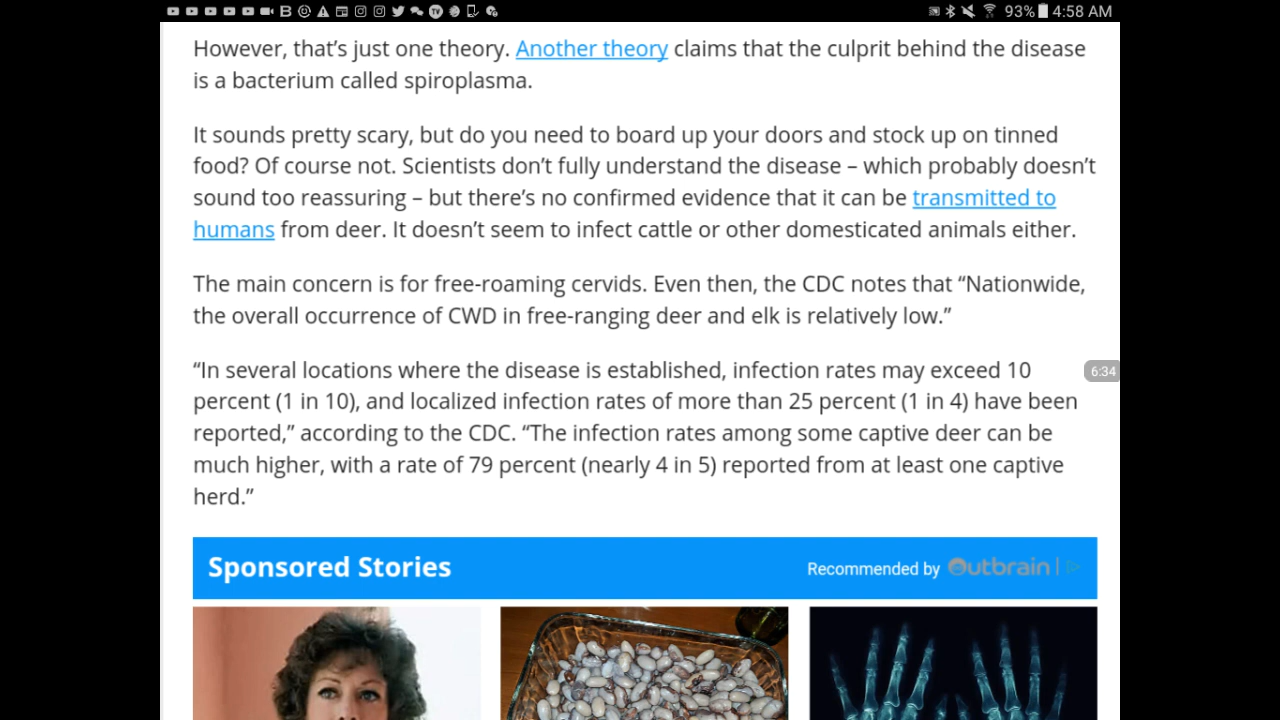 93% 4:58 AM
However, that’s just one theory. Another theory claims that the culprit behind the disease
is a bacterium called spiroplasma.
It sounds pretty scary, but do you need to board up your doors and stock up on tinned
food? Of course not. Scientists don’t fully understand the disease – which probably doesn’t
sound too reassuring – but there’s no confirmed evidence that it can be transmitted to
humans from deer. It doesn’t seem to infect cattle or other domesticated animals either.
The main concern is for free-roaming cervids. Even then, the CDC notes that “Nationwide,
the overall occurrence of CWD in free-ranging deer and elk is relatively low.”
“In several locations where the disease is established, infection rates may exceed 10
6:34
percent (1 in 10), and localized infection rates of more than 25 percent (1 in 4) have been
reported,” according to the CDC. “The infection rates among some captive deer can be
much higher, with a rate of 79 percent (nearly 4 in 5) reported from at least one captive
herd.”
Sponsored Stories
Recommended by Outbrain